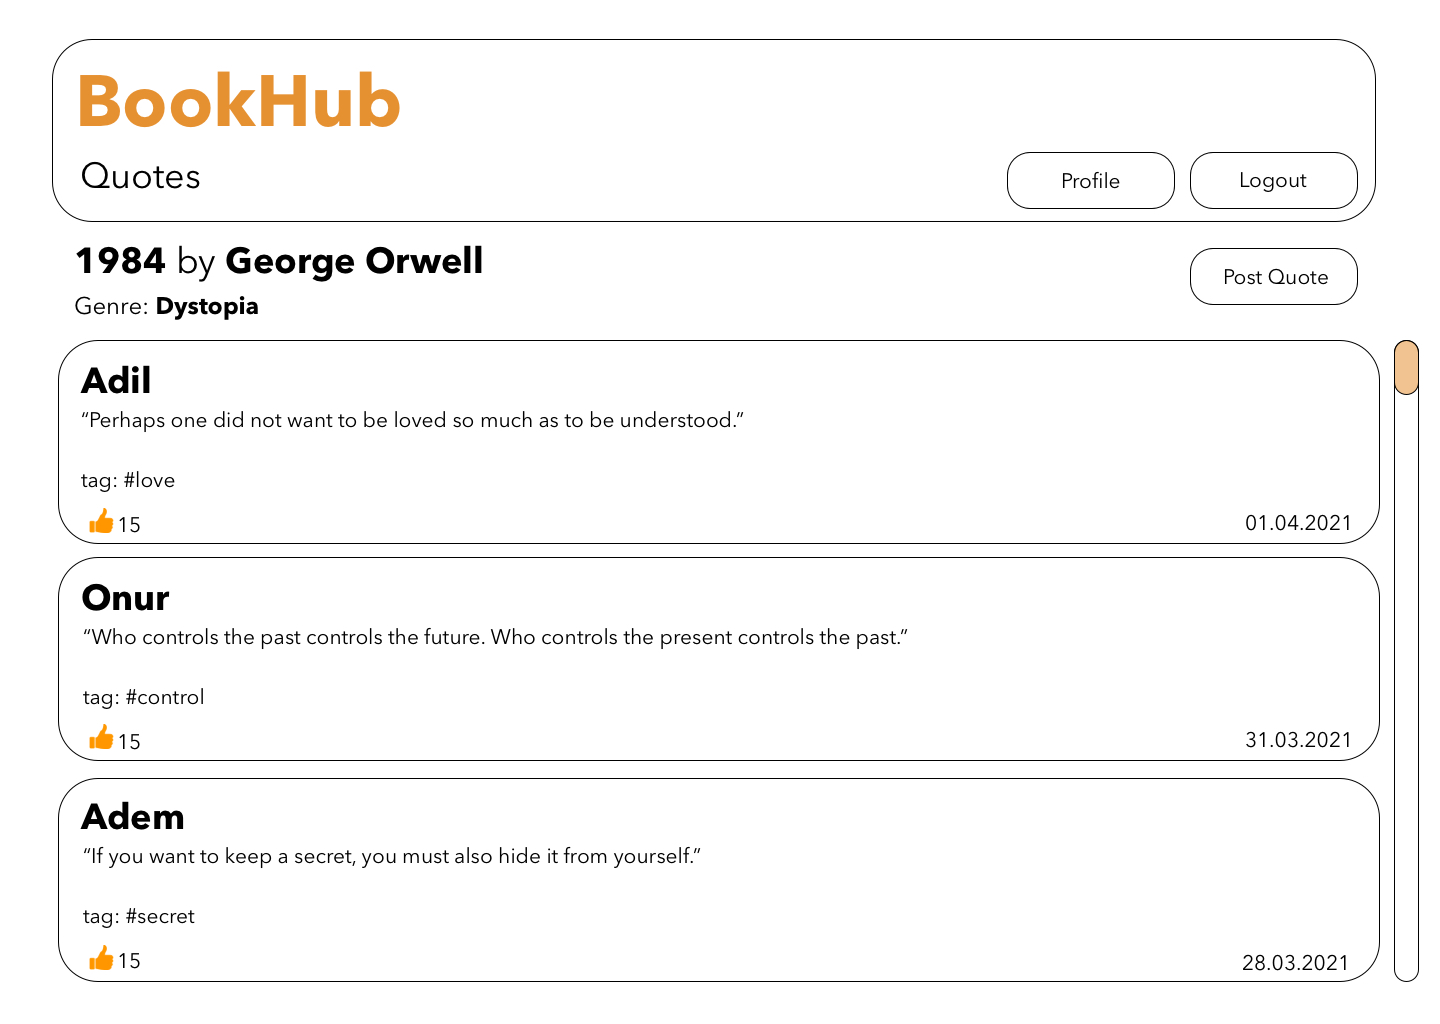 BookHub
Quotes
Profile
Logout
1984 by George Orwell
Genre: Dystopia
Post Quote
Adil
“Perhaps one did not want to be loved so much as to be understood.”
tag: #love
15
01.04.2021
Onur
“Who controls the past controls the future. Who controls the present controls the past.”
tag: #control
15
31.03.2021
Adem
“If you want to keep a secret, you must also hide it from yourself.”
tag: #secret
15
28.03.2021